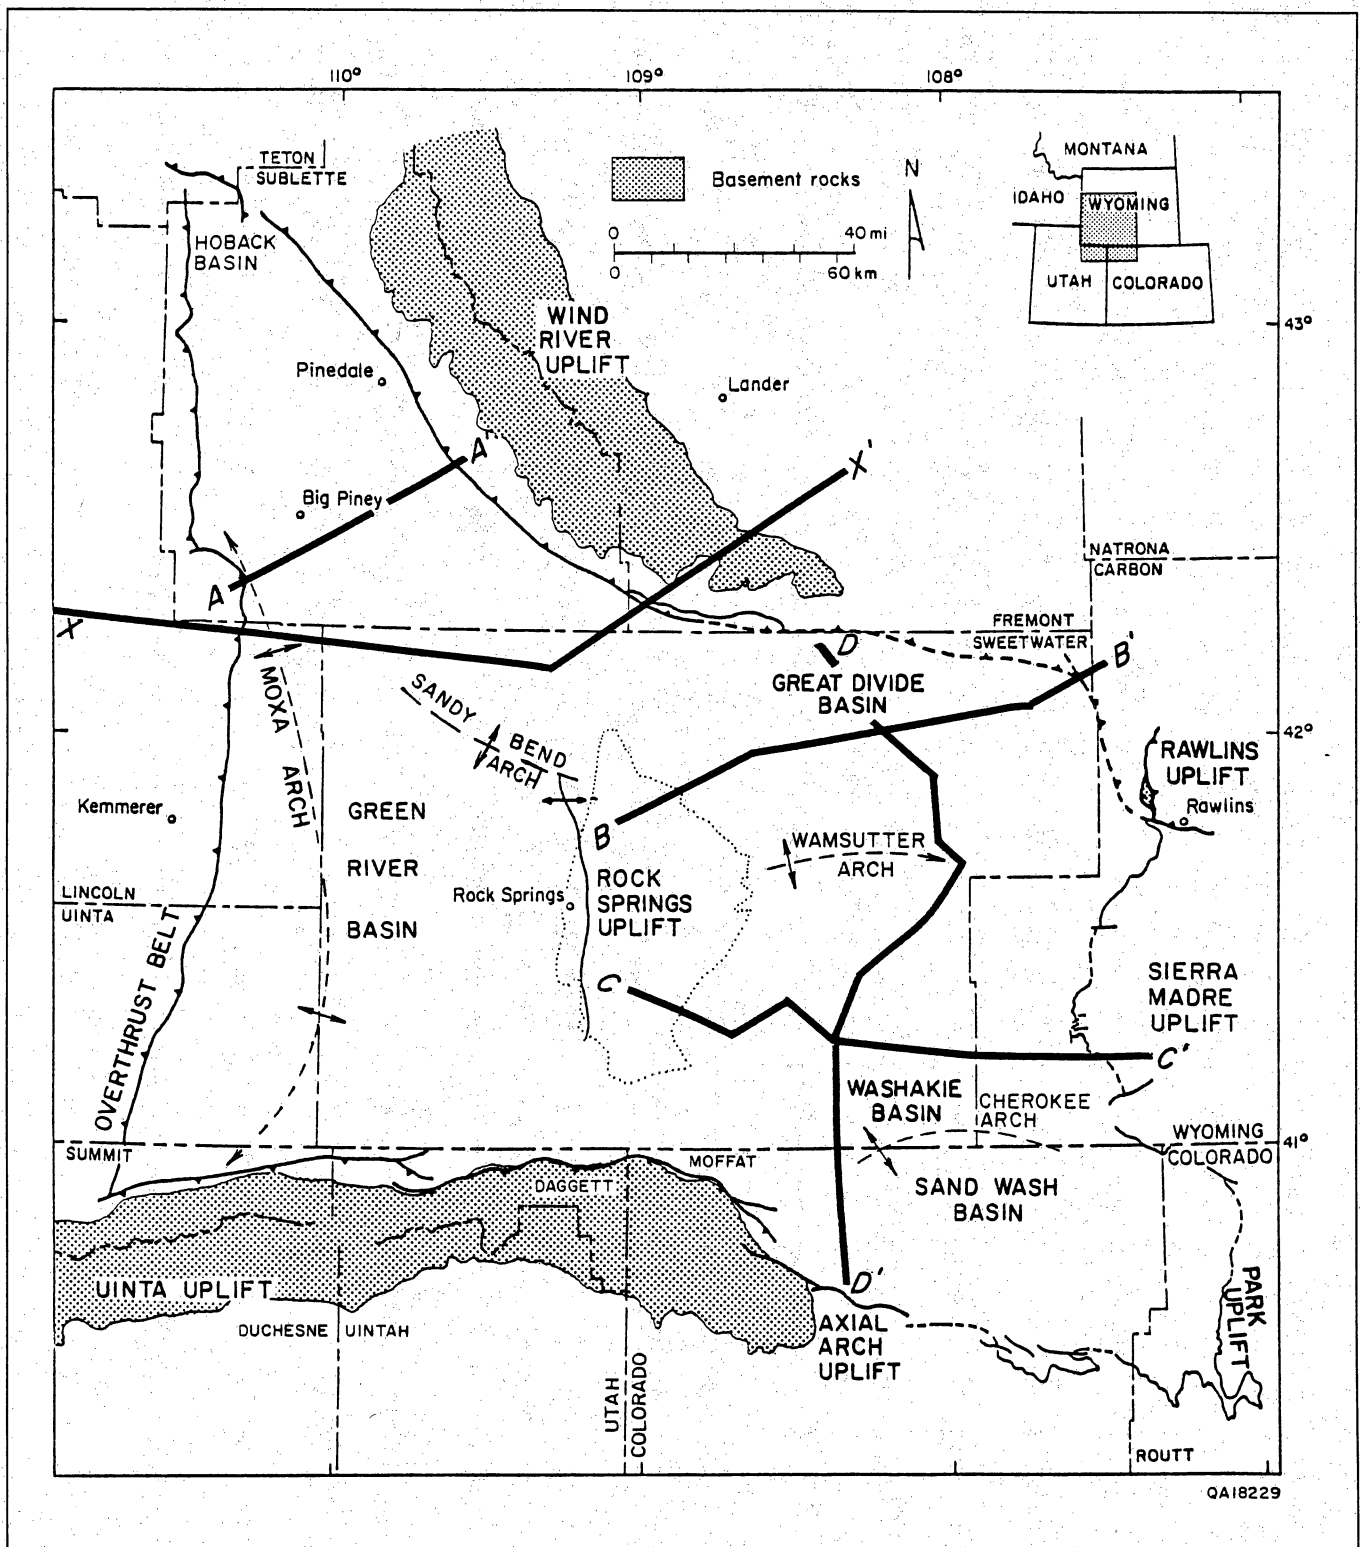 110°
109°
108°
TETON
SUBLETTE
HOBACK
BASIN
Basement rocks
0
40 mi
0
60 km
N
MONTANA
IDAHO
WYOMING
UTAH
COLORADO
43°
WIND
RIVER
UPLIFT
Pinedale
Lander
A'
X'
Big Piney
A
X
NATRONA
CARBON
FREMONT
SWEETWATER
D
B'
GREAT DIVIDE
BASIN
MOXA
ARCH
SANDY
BEND
ARCH
42°
RAWLINS
UPLIFT
Rawlins
Kemmerer
GREEN
RIVER
BASIN
B
WAMSUTTER
ARCH
LINCOLN
UINTA
Rock Springs
ROCK
SPRINGS
UPLIFT
OVERTHRUST BELT
C
SIERRA
MADRE
UPLIFT
C'
WASHAKIE
BASIN
CHEROKEE
ARCH
SUMMIT
MOFFAT
WYOMING
COLORADO
41°
DAGGETT
SAND WASH
BASIN
UINTA UPLIFT
D'
DUCHESNE
UINTAH
AXIAL
ARCH
UPLIFT
PARK
UPLIFT
UTAH
COLORADO
ROUTT
QA18229